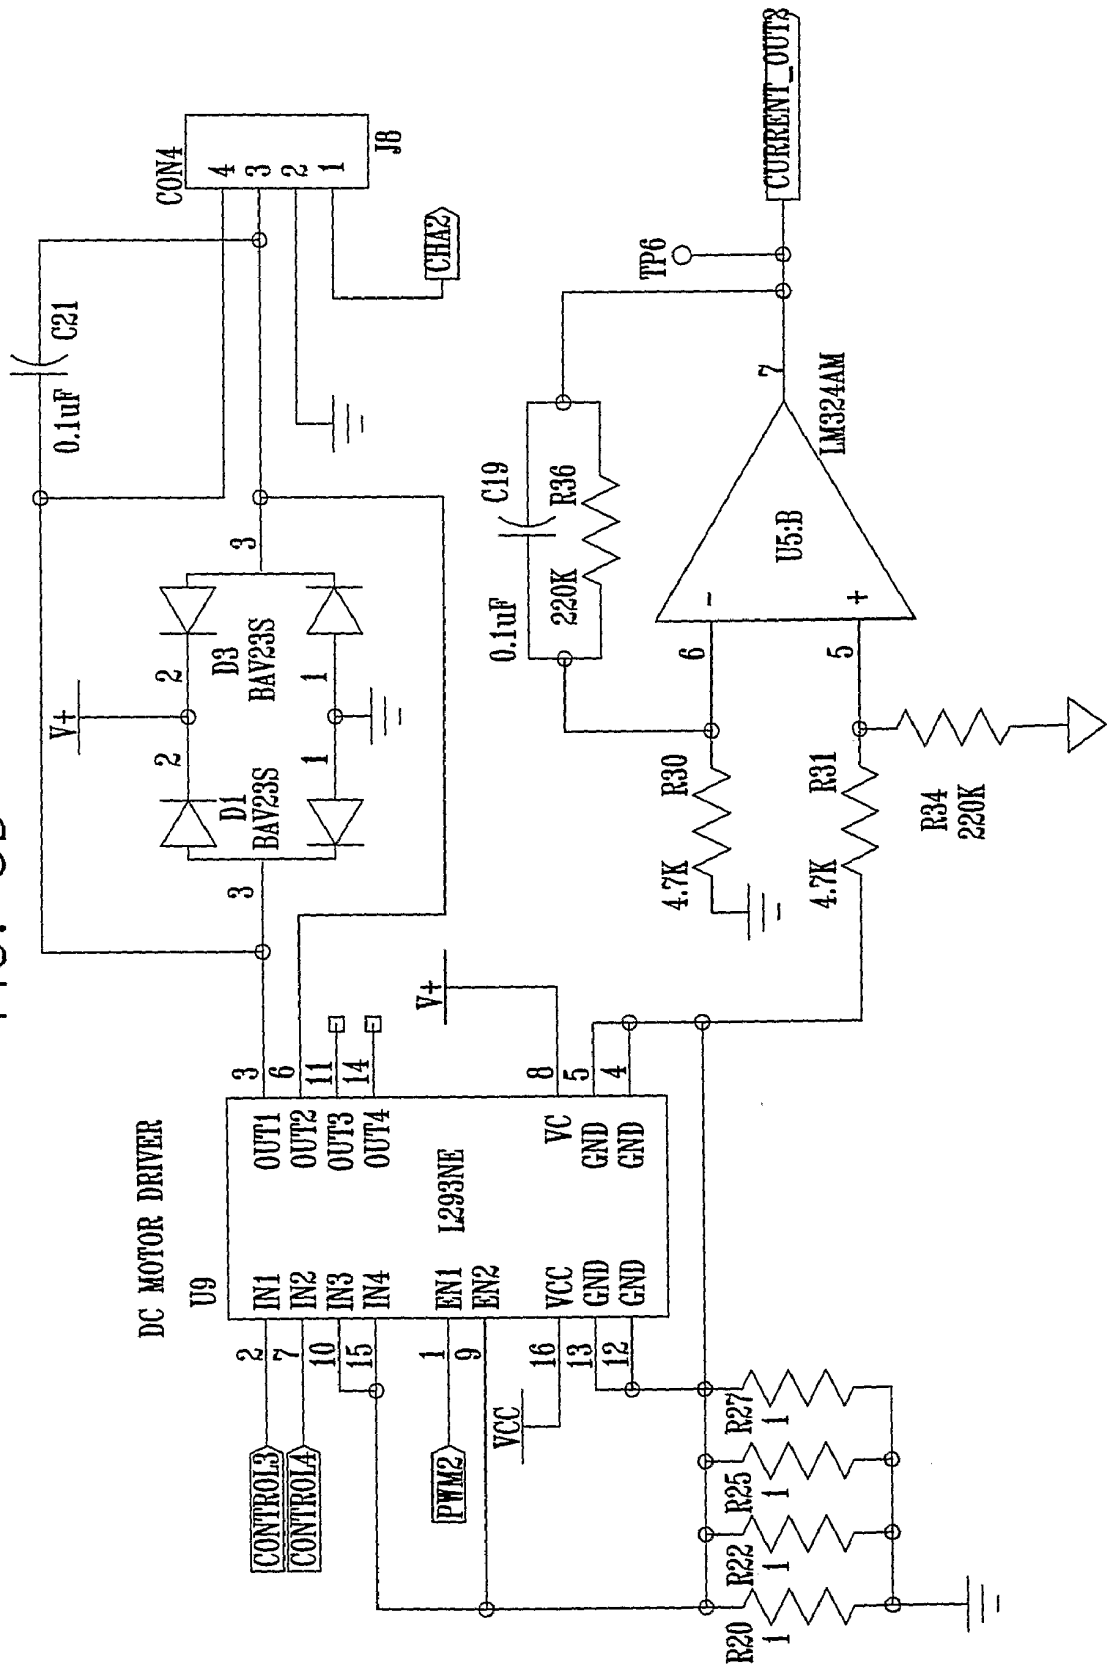 DC MOTOR DRIVER
U9
L293NE
CONTROL3
CONTROL4
PWM2
VCC
2
7
10
15
1
9
16
13
12
IN1
IN2
IN3
IN4
EN1
EN2
VCC
GND
GND
OUT1
OUT2
OUT3
OUT4
VC
GND
GND
3
6
11
14
8
5
4
V+
V+
3
D1
BAV23S
2
1
2
1
D3
BAV23S
3
0.1uF
C21
CON4
4
3
2
1
J8
CHA2
R20
1
R22
1
R25
1
R27
1
4.7K
R30
4.7K
R31
R34
220K
0.1uF
C19
220K
R36
6
5
-
+
U5:B
LM324AM
7
TP6